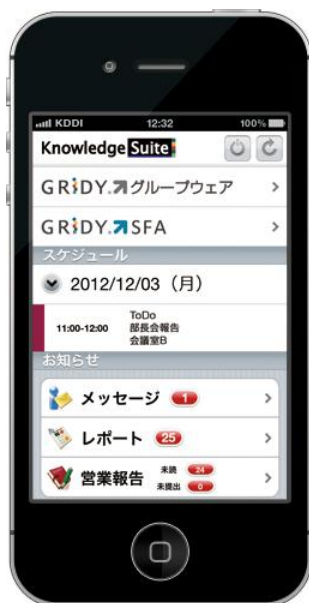 KDDI 12:32 100%
Knowledge Suite
GRIDY. グループウェア
GRIDY. SFA
スケジュール
2012/12/03（月）
11:00-12:00
ToDo
部長会報告
会議室B
お知らせ
メッセージ 1
レポート 25
営業報告
未読 24
未提出 0